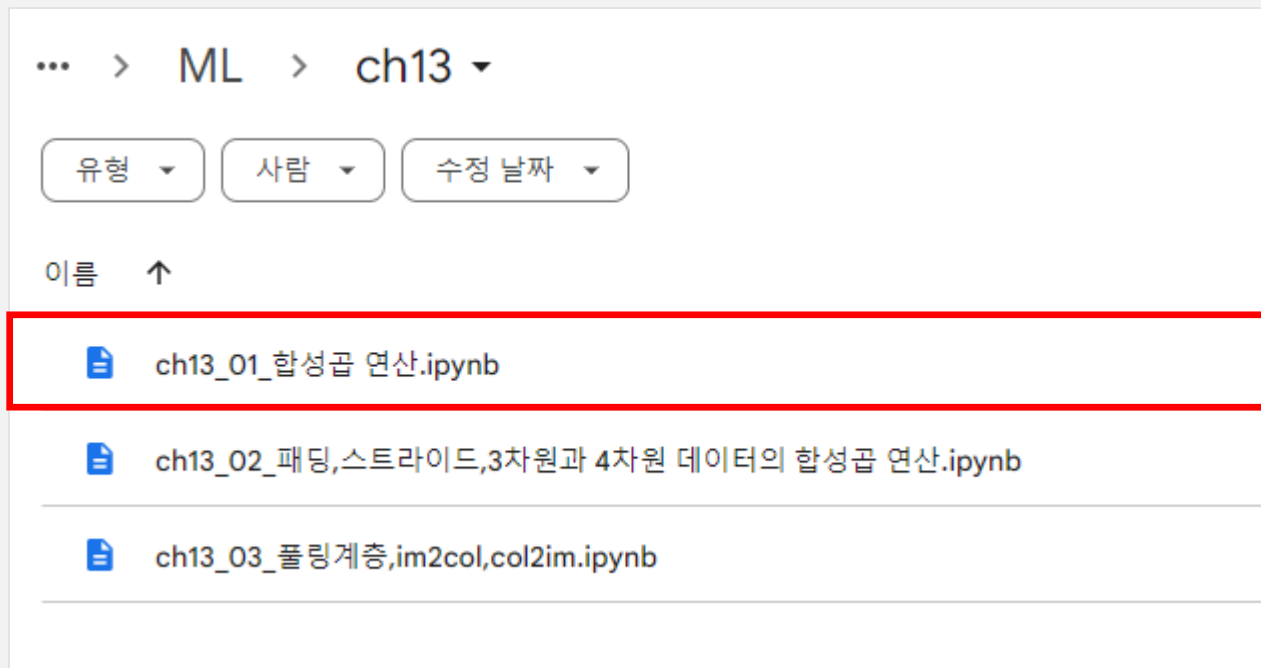 ... > ML > ch13
유형 사람 수정 날짜
이름 ↑
ch13_01_합성곱 연산.ipynb
ch13_02_패딩,스트라이드,3차원과 4차원 데이터의 합성곱 연산.ipynb
ch13_03_풀링계층,im2col,col2im.ipynb